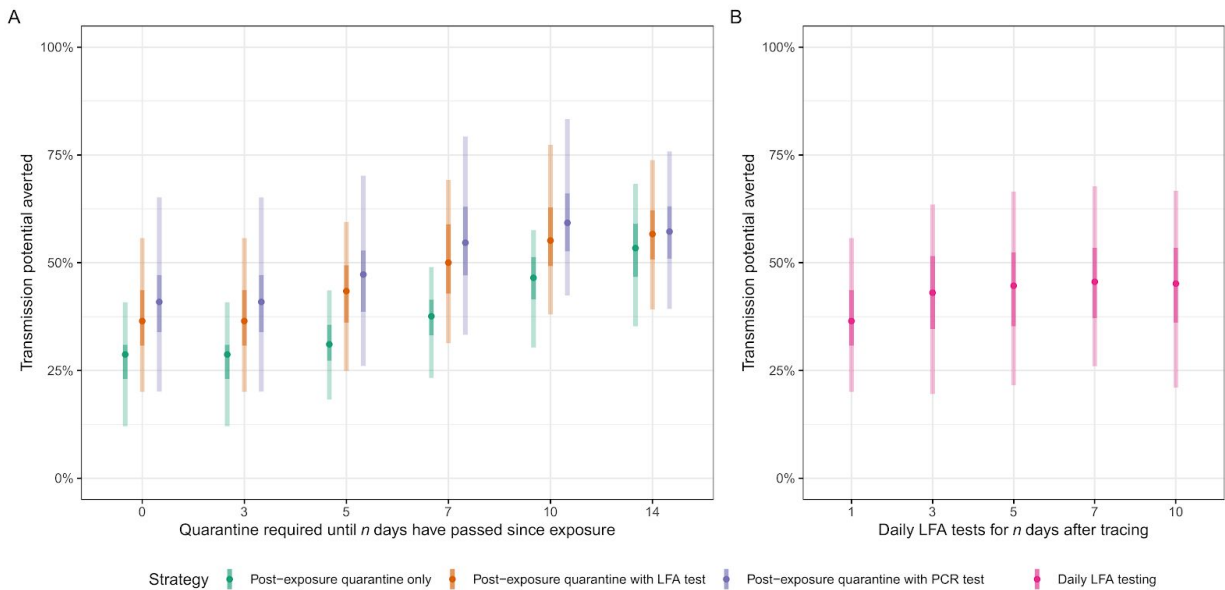 A
B
Transmission potential averted
100%
75%
50%
25%
0%
0 3 5 7 10 14
Quarantine required until n days have passed since exposure
Transmission potential averted
100%
75%
50%
25%
0%
1 3 5 7 10
Daily LFA tests for n days after tracing
Strategy Post−exposure quarantine only Post−exposure quarantine with LFA test Post−exposure quarantine with PCR test Daily LFA testing